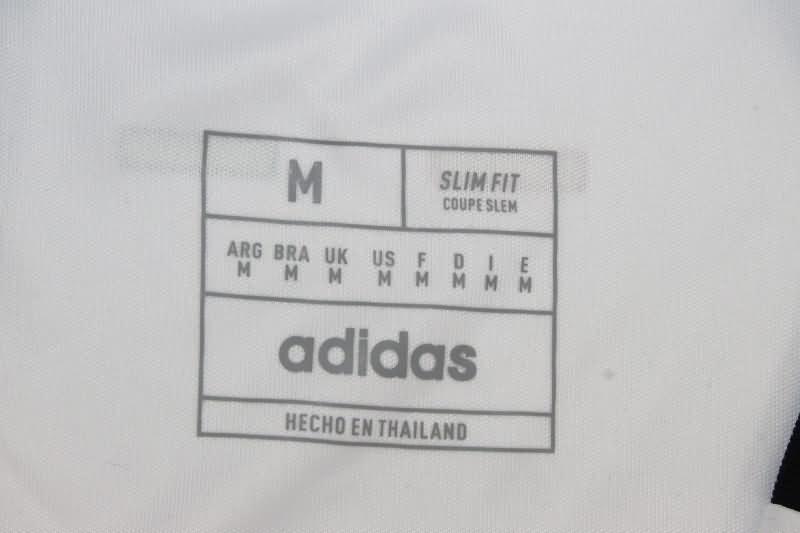 M
SLIM FIT
COUPE SLEM
ARG BRA UK US F D I E
M M M M M M M M
adidas
HECHO EN THAILAND